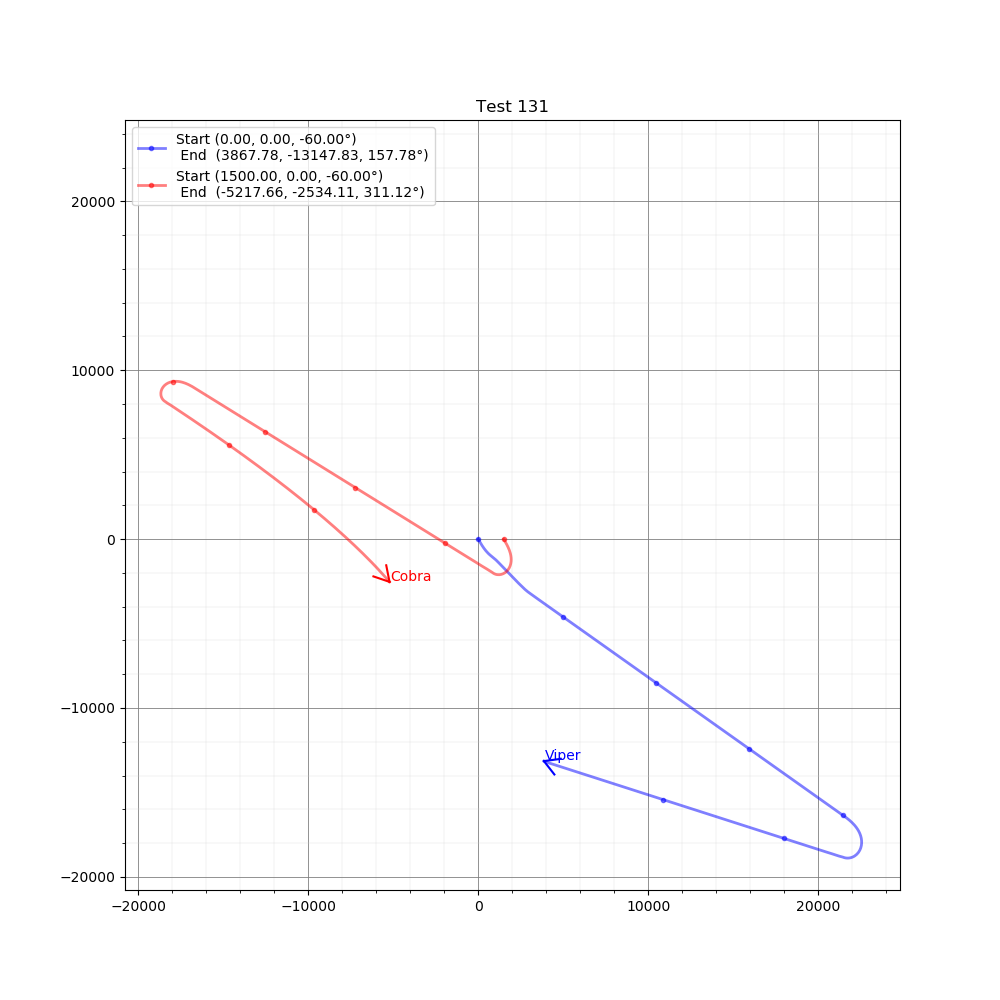 Test 131
Start (0.00, 0.00, -60.00°)
End (3867.78, -13147.83, 157.78°)
Start (1500.00, 0.00, -60.00°)
End (-5217.66, -2534.11, 311.12°)
20000
10000
0
−10000
−20000
Cobra
Viper
−20000 −10000 0 10000 20000